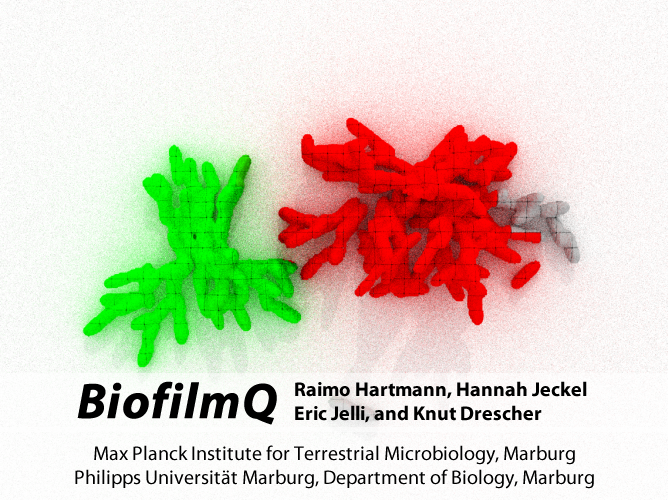 BiofilmQ
Raimo Hartmann, Hannah Jeckel
Eric Jelli, and Knut Drescher
Max Planck Institute for Terrestrial Microbiology, Marburg
Philipps Universität Marburg, Department of Biology, Marburg